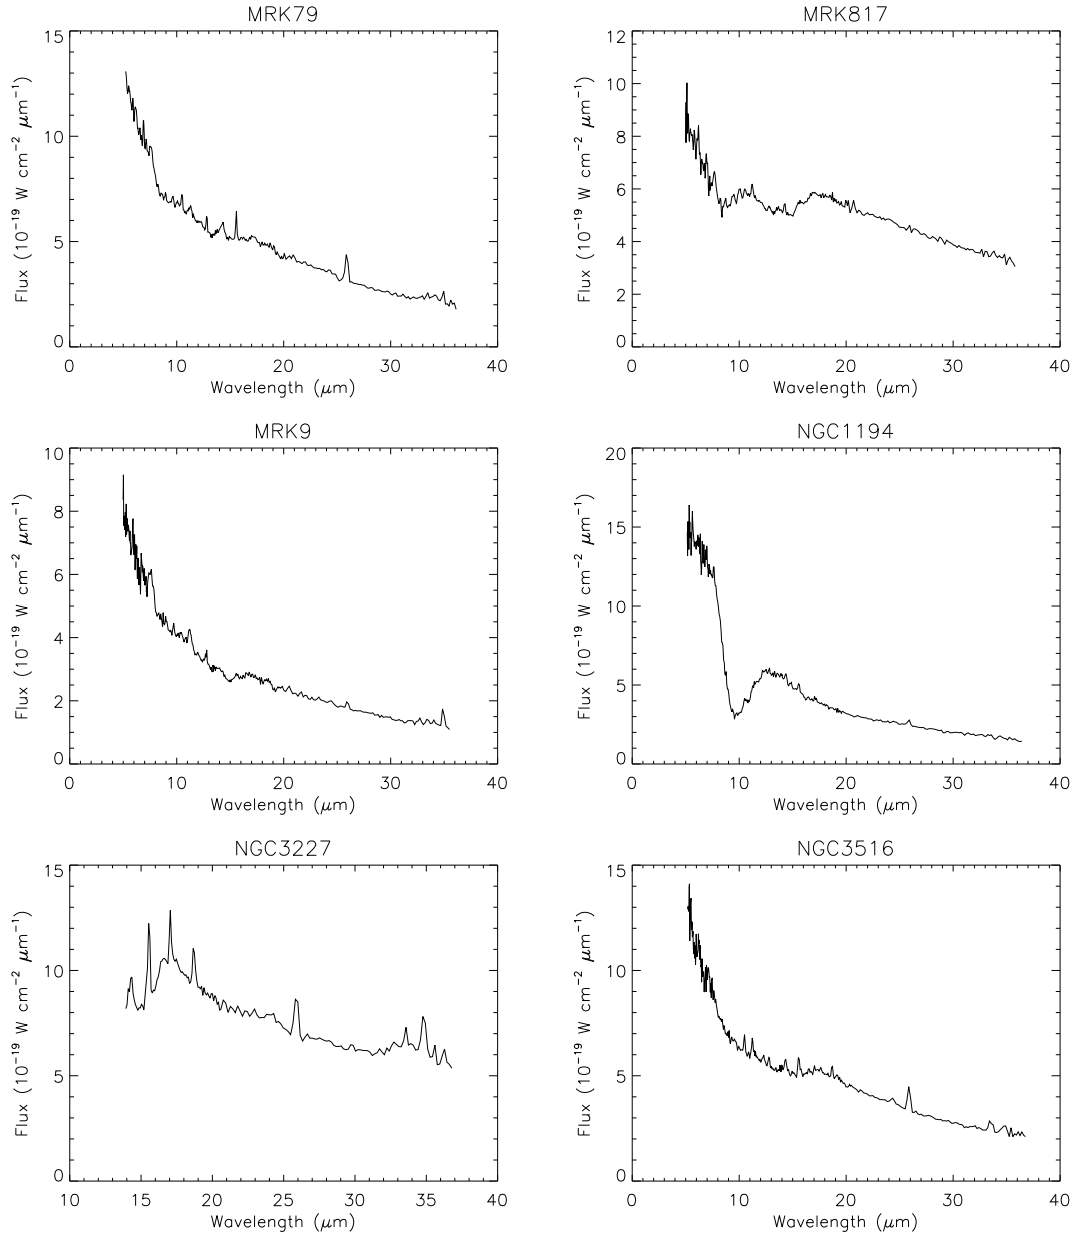 MRK79
15
10
5
0
0 10 20 30 40
Wavelength (μm)
Flux (10⁻¹⁹ W cm⁻² μm⁻¹)
MRK817
12
10
8
6
4
2
0
0 10 20 30 40
Wavelength (μm)
Flux (10⁻¹⁹ W cm⁻² μm⁻¹)
MRK9
10
8
6
4
2
0
0 10 20 30 40
Wavelength (μm)
Flux (10⁻¹⁹ W cm⁻² μm⁻¹)
NGC1194
20
15
10
5
0
0 10 20 30 40
Wavelength (μm)
Flux (10⁻¹⁹ W cm⁻² μm⁻¹)
NGC3227
15
10
5
0
10 15 20 25 30 35 40
Wavelength (μm)
Flux (10⁻¹⁹ W cm⁻² μm⁻¹)
NGC3516
15
10
5
0
0 10 20 30 40
Wavelength (μm)
Flux (10⁻¹⁹ W cm⁻² μm⁻¹)